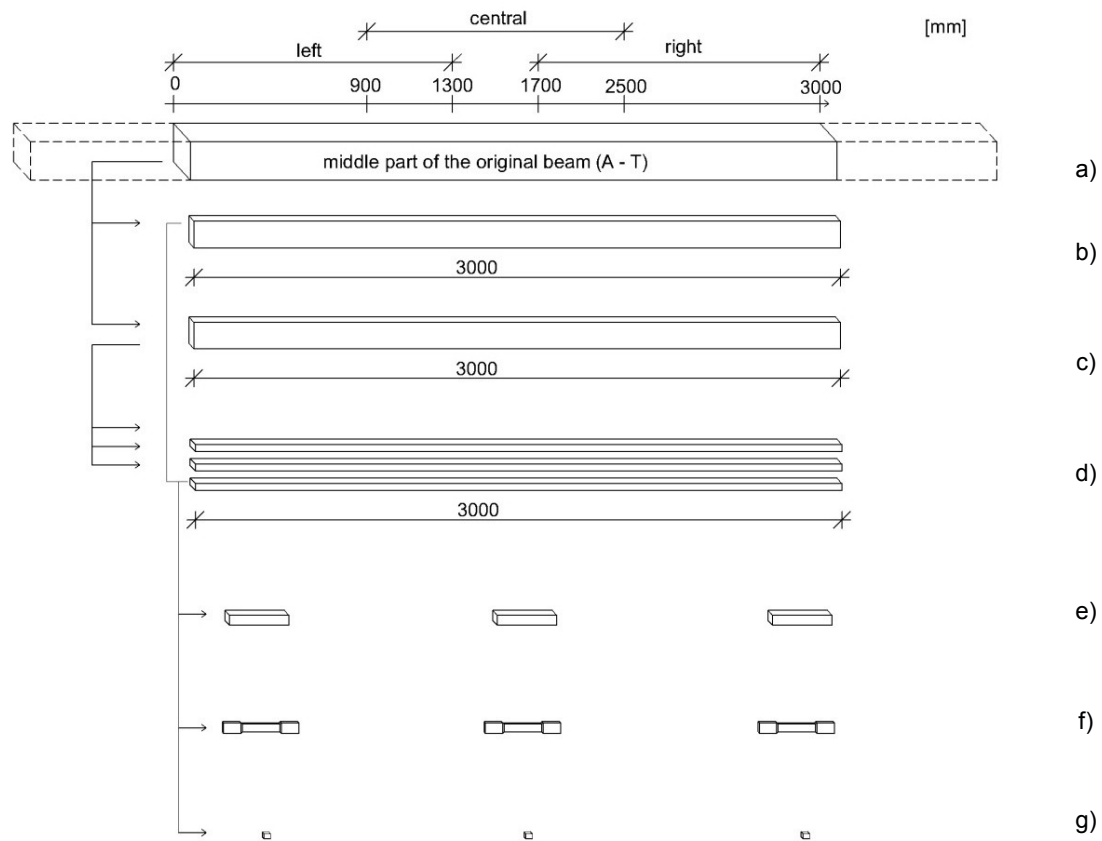 central
[mm]
left
right
0 900 1300 1700 2500 3000
middle part of the original beam (A - T)
a)
b)
3000
c)
3000
d)
3000
e)
f)
g)